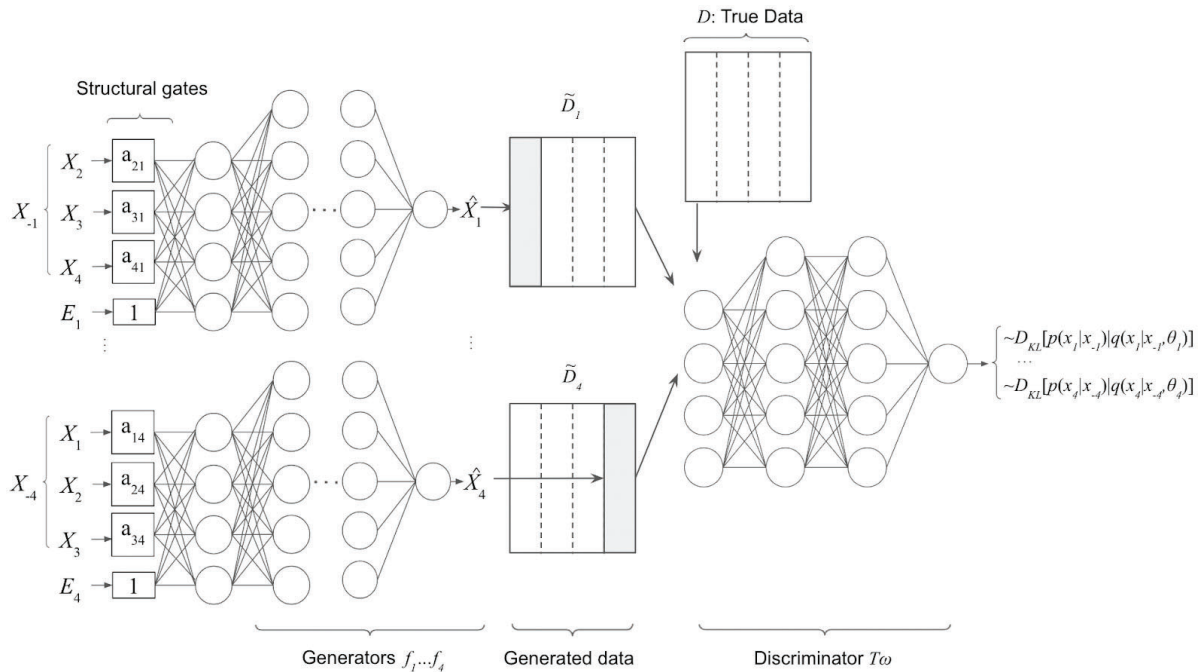 D: True Data
Structural gates
D̃₁
X₂ a₂₁
X₋₁ X₃ a₃₁ ... X̂₁
X₄ a₄₁
E₁ 1
⋮ ⋮
D̃₄
~D_KL[p(x₁|x₋₁)|q(x₁|x₋₁,θ₁)]
...
~D_KL[p(x₄|x₋₄)|q(x₄|x₋₄,θ₄)]
X₁ a₁₄
X₋₄ X₂ a₂₄ ... X̂₄
X₃ a₃₄
E₄ 1
Generators f₁...f₄
Generated data
Discriminator Tω